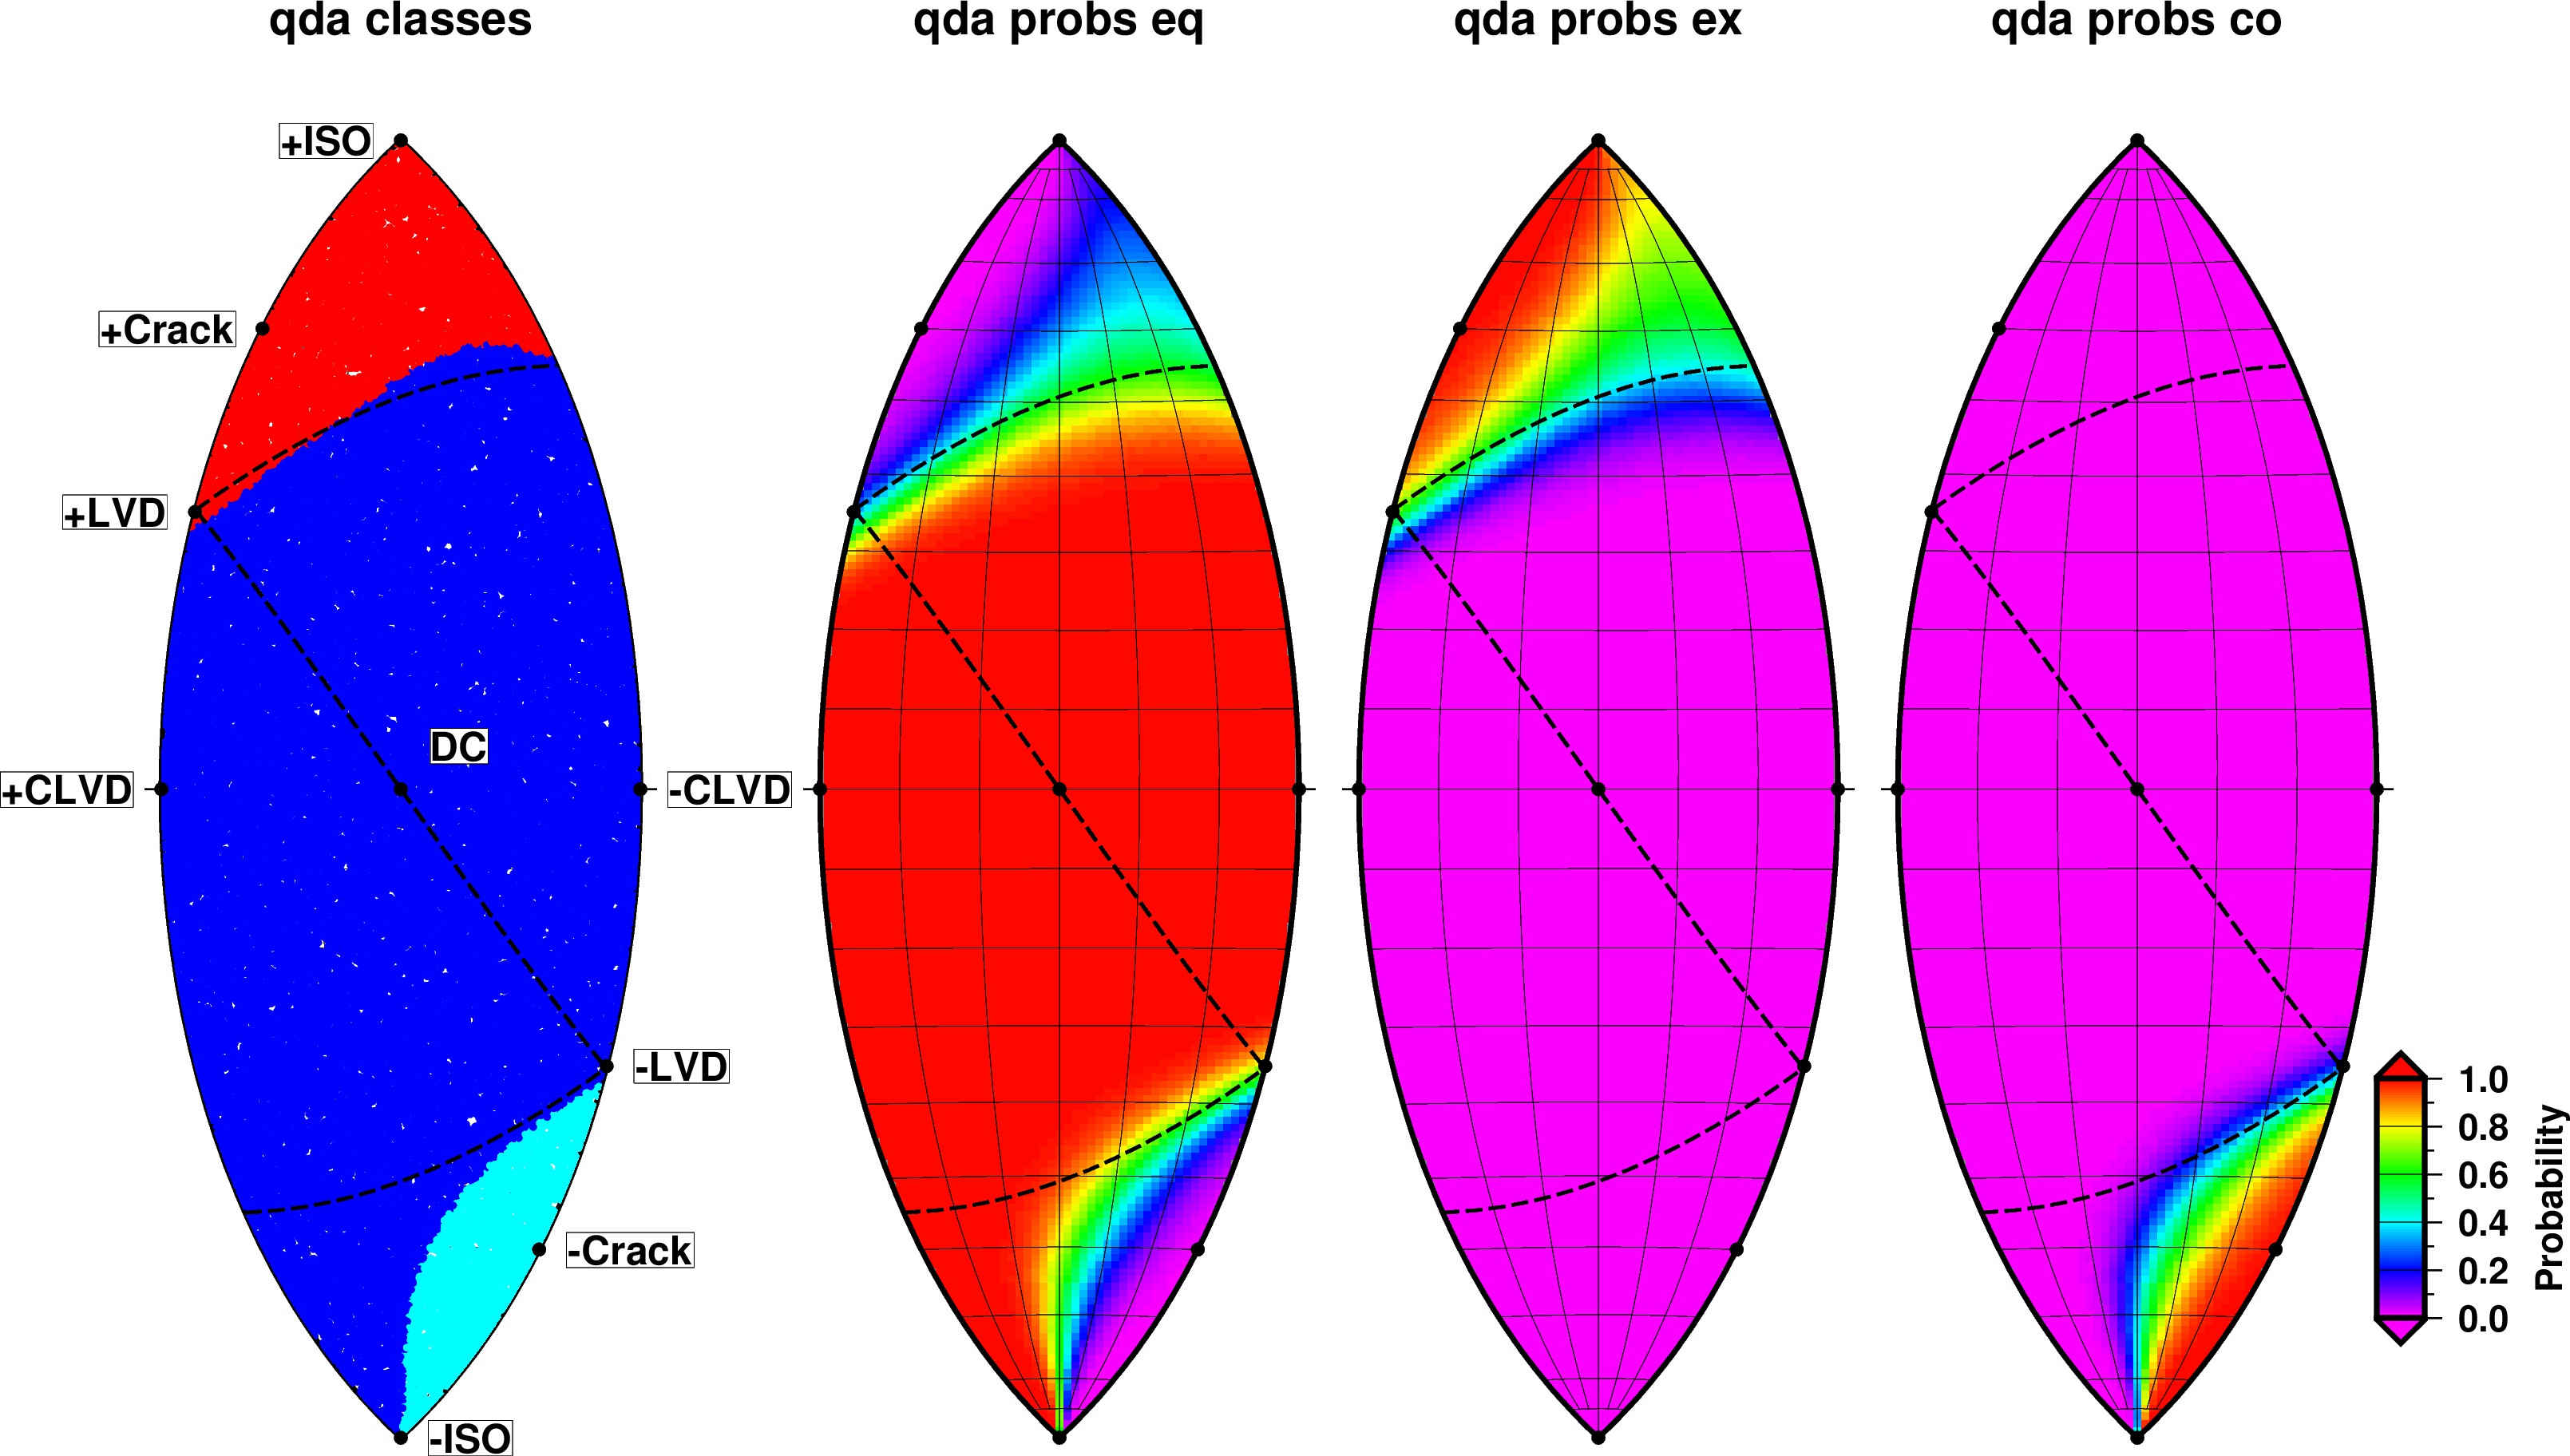 qda classes
qda probs eq
qda probs ex
qda probs co
+ISO
+Crack
+LVD
DC
+CLVD
-CLVD
-LVD
-Crack
-ISO
1.0
0.8
0.6
0.4
0.2
0.0
Probability